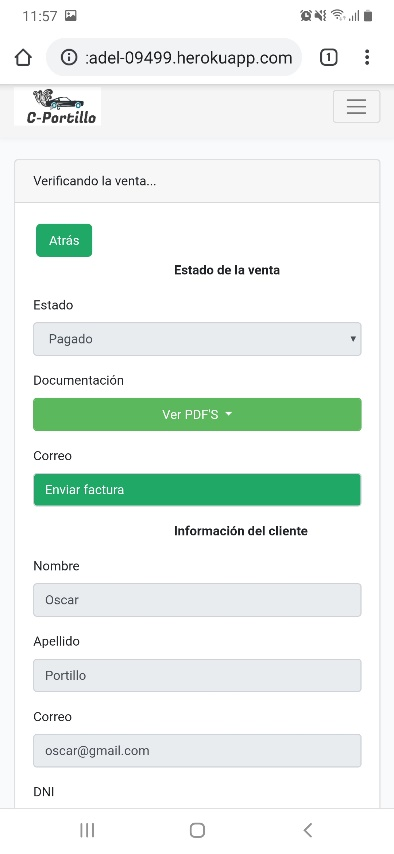 11:57
:adel-09499.herokuapp.com
1
C-Portillo
Verificando la venta...
Atrás
Estado de la venta
Estado
Pagado
Documentación
Ver PDF'S
Correo
Enviar factura
Información del cliente
Nombre
Oscar
Apellido
Portillo
Correo
oscar@gmail.com
DNI